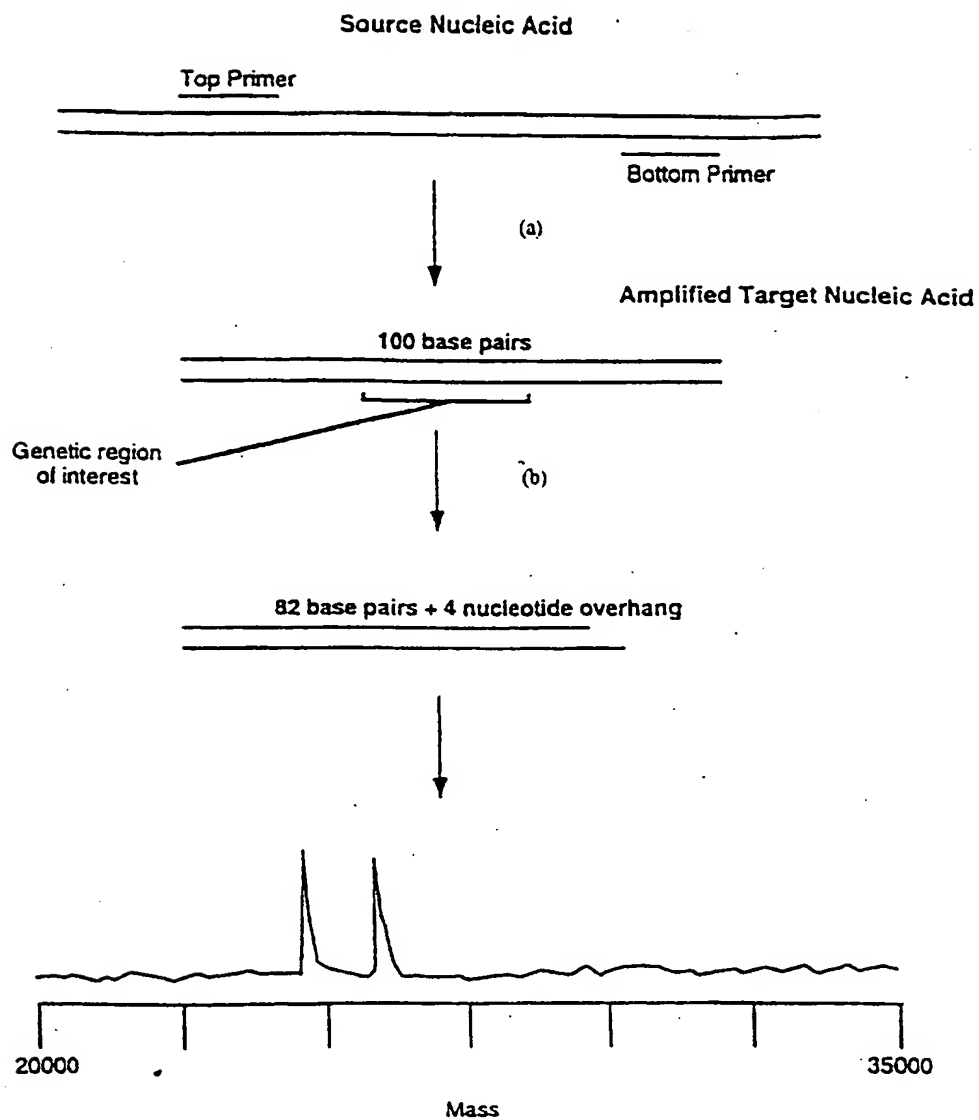 Source Nucleic Acid
Top Primer
Bottom Primer
(a)
Amplified Target Nucleic Acid
100 base pairs
Genetic region
of interest
(b)
82 base pairs + 4 nucleotide overhang
20000
35000
Mass